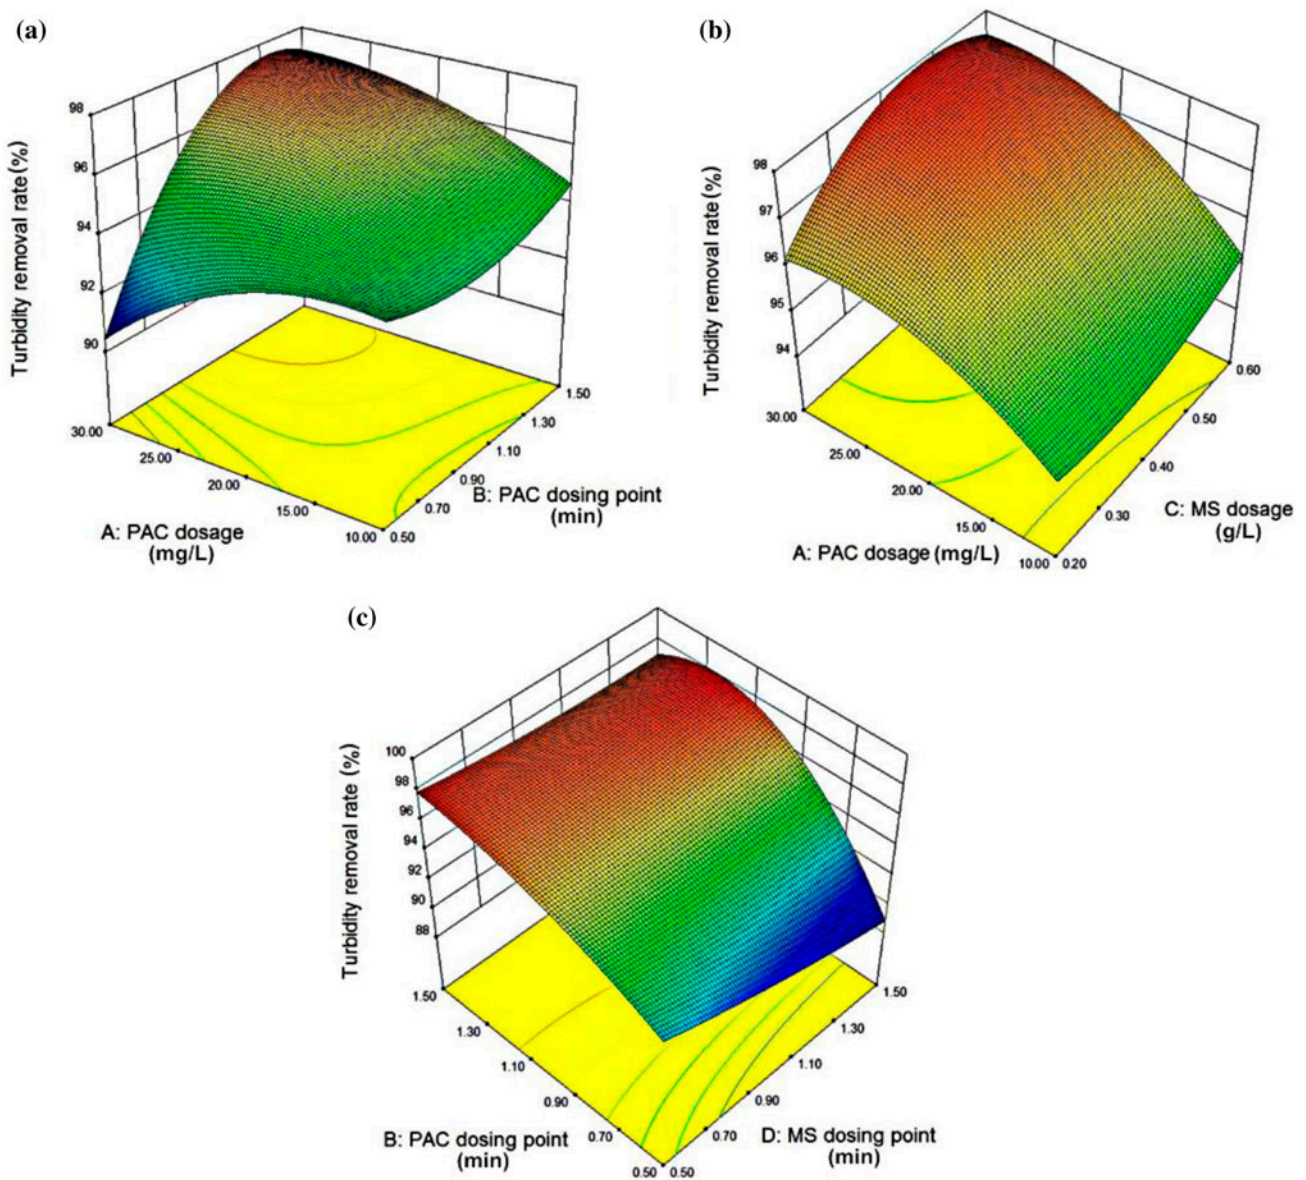 (a)
98
96
94
92
90
Turbidity removal rate (%)
30.00
25.00
20.00
15.00
10.00
A: PAC dosage
(mg/L)
0.50
0.70
0.90
1.10
1.30
1.50
B: PAC dosing point
(min)
(b)
98
97
96
95
94
Turbidity removal rate (%)
30.00
25.00
20.00
15.00
10.00
A: PAC dosage (mg/L)
0.20
0.30
0.40
0.50
0.60
C: MS dosage
(g/L)
(c)
100
98
96
94
92
90
88
Turbidity removal rate (%)
1.50
1.30
1.10
0.90
0.70
0.50
B: PAC dosing point
(min)
0.50
0.70
0.90
1.10
1.30
1.50
D: MS dosing point
(min)